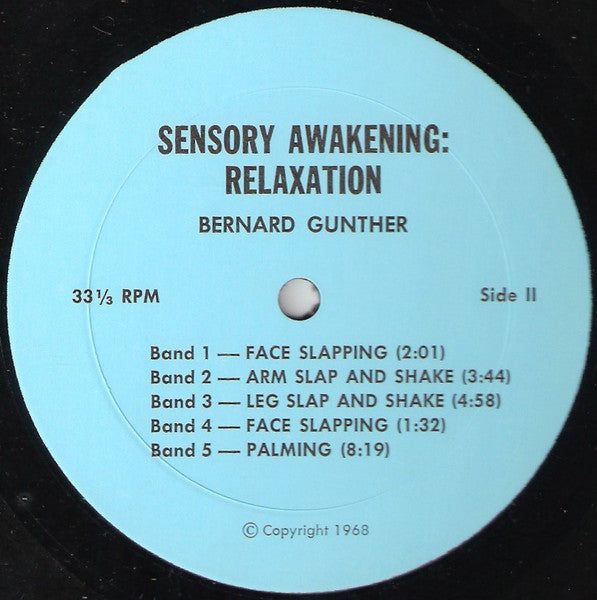 SENSORY AWAKENING:
RELAXATION
BERNARD GUNTHER
33⅓ RPM
Side II
Band 1 — FACE SLAPPING (2:01)
Band 2 — ARM SLAP AND SHAKE (3:44)
Band 3 — LEG SLAP AND SHAKE (4:58)
Band 4 — FACE SLAPPING (1:32)
Band 5 — PALMING (8:19)
© Copyright 1968